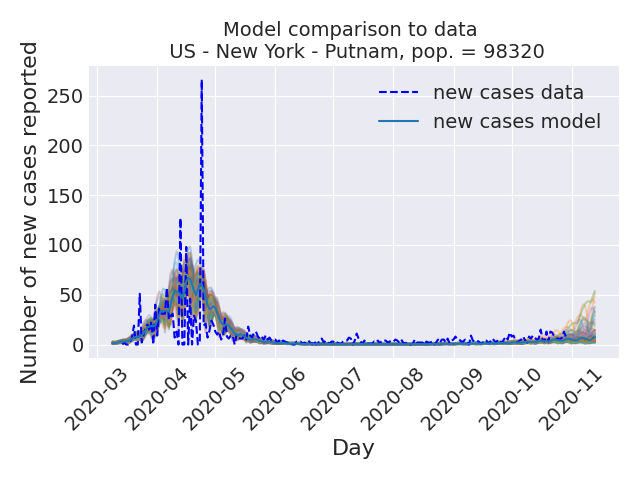 Model comparison to data
US - New York - Putnam, pop. = 98320
Number of new cases reported
250
200
150
100
50
0
new cases data
new cases model
2020-03
2020-04
2020-05
2020-06
2020-07
2020-08
2020-09
2020-10
2020-11
Day